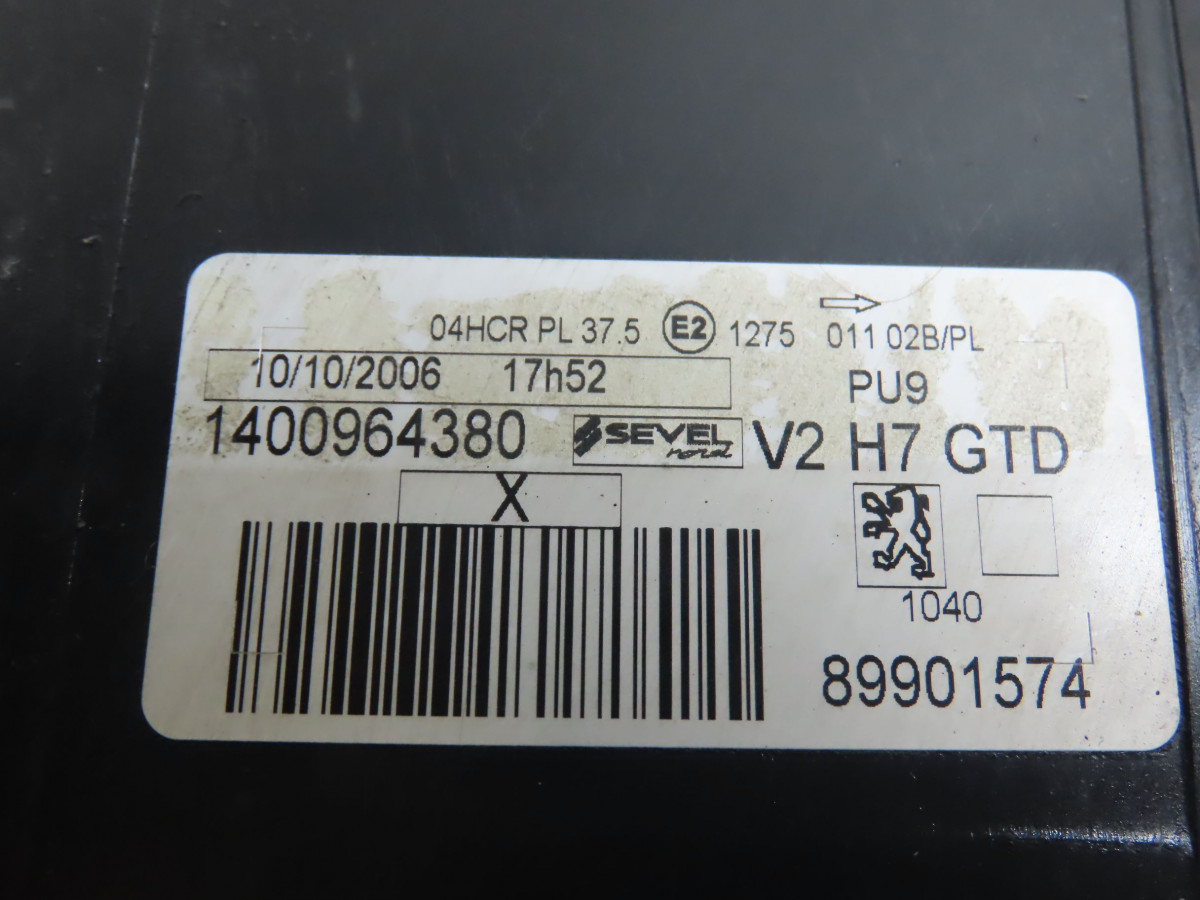 04HCR PL 37.5 E2 1275 011 02B/PL
10/10/2006 17h52 PU9
1400964380 SEVEL nord V2 H7 GTD
X
1040
89901574